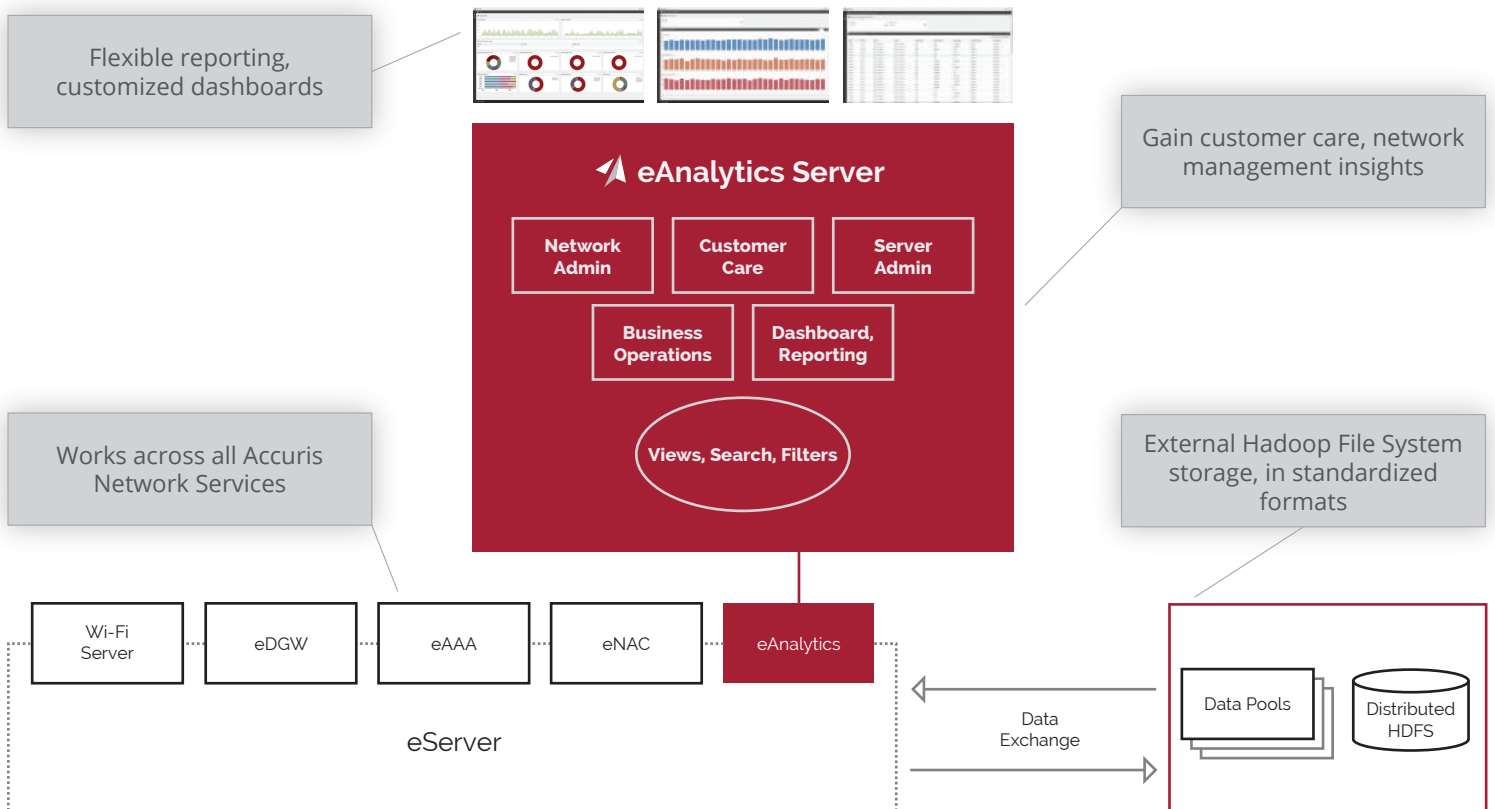 Flexible reporting,
customized dashboards
Gain customer care, network
management insights
eAnalytics Server
Network
Admin
Customer
Care
Server
Admin
Business
Operations
Dashboard,
Reporting
Views, Search, Filters
Works across all Accuris
Network Services
External Hadoop File System
storage, in standardized
formats
Wi-Fi
Server
eDGW
eAAA
eNAC
eAnalytics
eServer
Data
Exchange
Data Pools
Distributed
HDFS